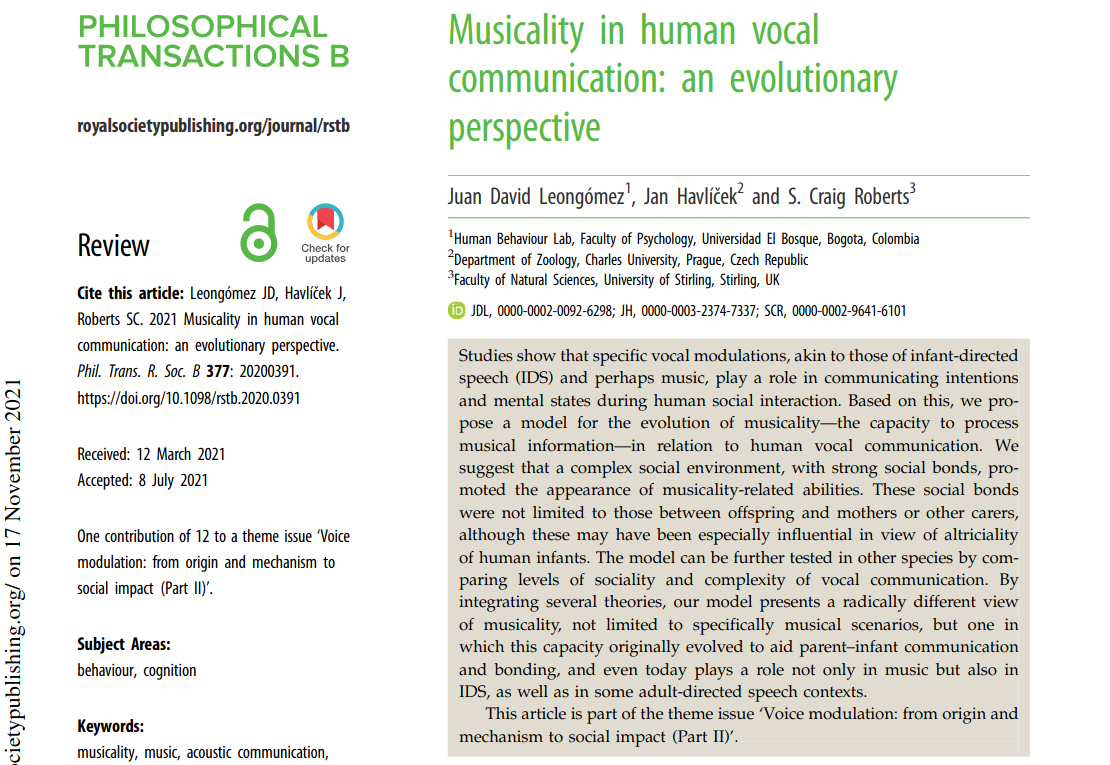 PHILOSOPHICAL
TRANSACTIONS B
royalsocietypublishing.org/journal/rstb
Review
Check for
updates
Cite this article: Leongómez JD, Havlíček J,
Roberts SC. 2021 Musicality in human vocal
communication: an evolutionary perspective.
Phil. Trans. R. Soc. B 377: 20200391.
https://doi.org/10.1098/rstb.2020.0391
Received: 12 March 2021
Accepted: 8 July 2021
One contribution of 12 to a theme issue ‘Voice
modulation: from origin and mechanism to
social impact (Part II)’.
Subject Areas:
behaviour, cognition
Keywords:
musicality, music, acoustic communication,
Musicality in human vocal
communication: an evolutionary
perspective
Juan David Leongómez1, Jan Havlíček2 and S. Craig Roberts3
1Human Behaviour Lab, Faculty of Psychology, Universidad El Bosque, Bogota, Colombia
2Department of Zoology, Charles University, Prague, Czech Republic
3Faculty of Natural Sciences, University of Stirling, Stirling, UK
iD JDL, 0000-0002-0092-6298; JH, 0000-0003-2374-7337; SCR, 0000-0002-9641-6101
Studies show that specific vocal modulations, akin to those of infant-directed
speech (IDS) and perhaps music, play a role in communicating intentions
and mental states during human social interaction. Based on this, we pro-
pose a model for the evolution of musicality—the capacity to process
musical information—in relation to human vocal communication. We
suggest that a complex social environment, with strong social bonds, pro-
moted the appearance of musicality-related abilities. These social bonds
were not limited to those between offspring and mothers or other carers,
although these may have been especially influential in view of altriciality
of human infants. The model can be further tested in other species by com-
paring levels of sociality and complexity of vocal communication. By
integrating several theories, our model presents a radically different view
of musicality, not limited to specifically musical scenarios, but one in
which this capacity originally evolved to aid parent–infant communication
and bonding, and even today plays a role not only in music but also in
IDS, as well as in some adult-directed speech contexts.
This article is part of the theme issue ‘Voice modulation: from origin and
mechanism to social impact (Part II)’.
cietypublishing.org/ on 17 November 2021